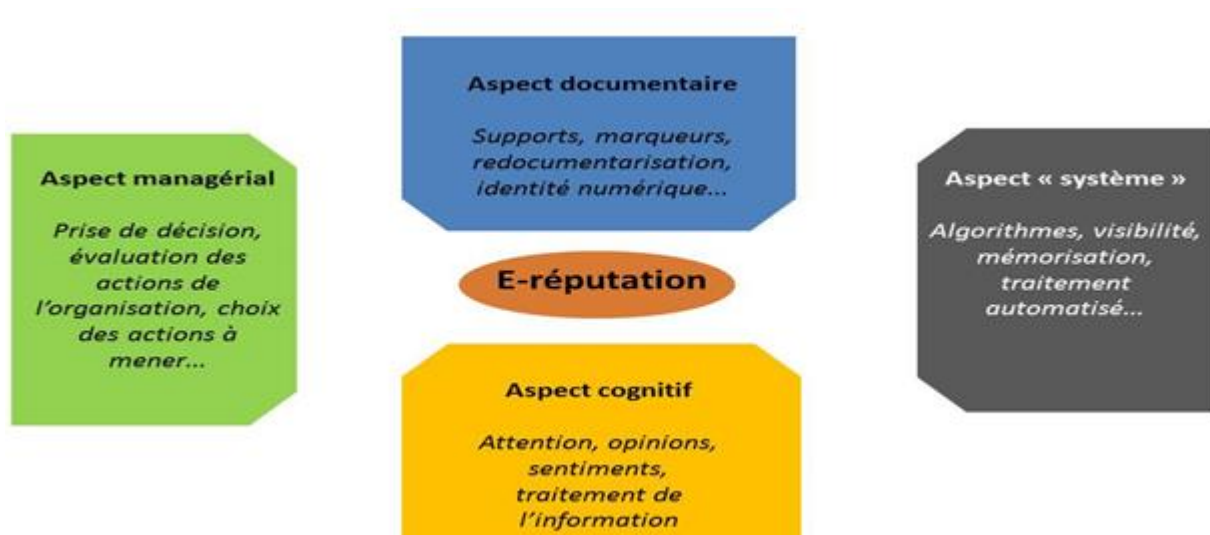 Aspect documentaire
Supports, marqueurs,
redocumentarisation,
identité numérique...
Aspect managérial
Prise de décision,
évaluation des
actions de
l'organisation, choix
des actions à
mener...
E-réputation
Aspect « système »
Algorithmes, visibilité,
mémorisation,
traitement
automatisé...
Aspect cognitif
Attention, opinions,
sentiments,
traitement de
l'information